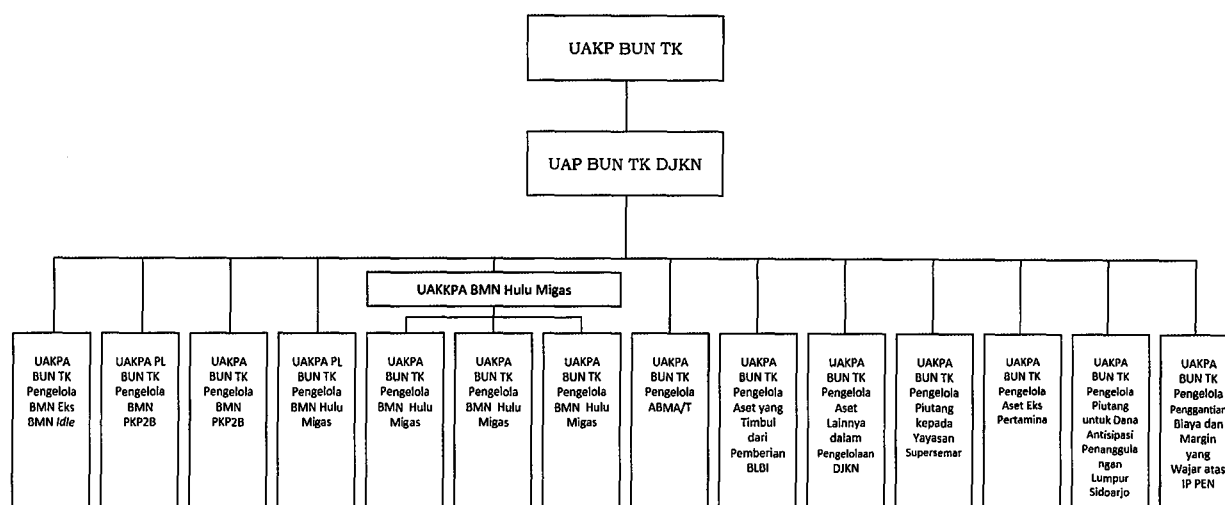 UAKP BUN TK
UAP BUN TK DJKN
UAKKPA BMN Hulu Migas
UAKPA
BUN TK
Pengelola
BMN Eks
BMN Idle
UAKPA PL
BUN TK
Pengelola
BMN
PKP2B
UAKPA
BUN TK
Pengelola
BMN
PKP2B
UAKPA PL
BUN TK
Pengelola
BMN Hulu
Migas
UAKPA
BUN TK
Pengelola
BMN Hulu
Migas
UAKPA
BUN TK
Pengelola
BMN Hulu
Migas
UAKPA
BUN TK
Pengelola
BMN Hulu
Migas
UAKPA
BUN TK
Pengelola
ABMA/T
UAKPA
BUN TK
Pengelola
Aset yang
Timbul
dari
Pemberian
BLBI
UAKPA
BUN TK
Pengelola
Aset
Lainnya
dalam
Pengelolaan
DJKN
UAKPA
BUN TK
Pengelola
Piutang
kepada
Yayasan
Supersemar
UAKPA
BUN TK
Pengelola
Aset Eks
Pertamina
UAKPA
BUN TK
Pengelola
Piutang
untuk Dana
Antisipasi
Penanggula
ngan
Lumpur
Sidoarjo
UAKPA
BUN TK
Pengelola
Penggantian
Biaya dan
Margin
yang
Wajar atas
IP PEN